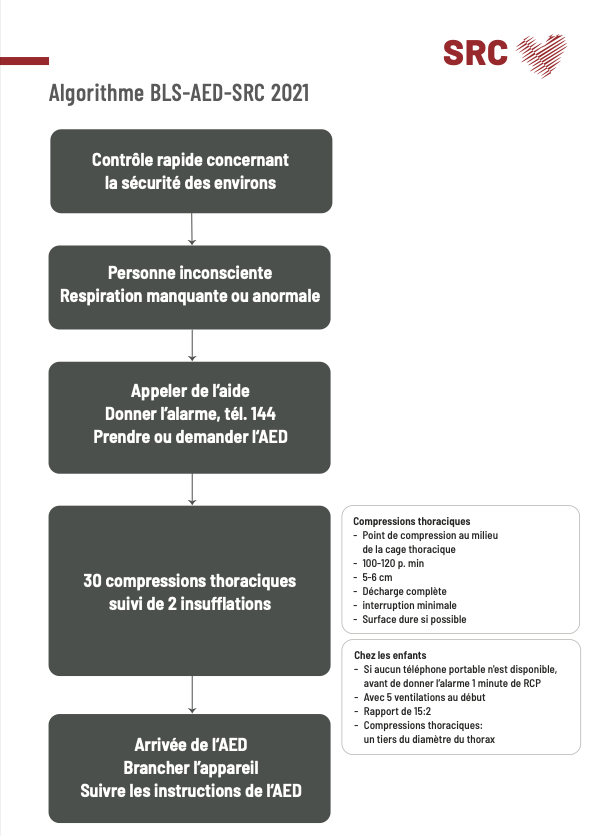 SRC
Algorithme BLS-AED-SRC 2021
Contrôle rapide concernant
la sécurité des environs
Personne inconsciente
Respiration manquante ou anormale
Appeler de l'aide
Donner l'alarme, tél. 144
Prendre ou demander l'AED
30 compressions thoraciques
suivi de 2 insufflations
Compressions thoraciques
- Point de compression au milieu
de la cage thoracique
- 100-120 p. min
- 5-6 cm
- Décharge complète
- interruption minimale
- Surface dure si possible
Chez les enfants
- Si aucun téléphone portable n'est disponible,
avant de donner l'alarme 1 minute de RCP
- Avec 5 ventilations au début
- Rapport de 15:2
- Compressions thoraciques:
un tiers du diamètre du thorax
Arrivée de l'AED
Brancher l'appareil
Suivre les instructions de l'AED